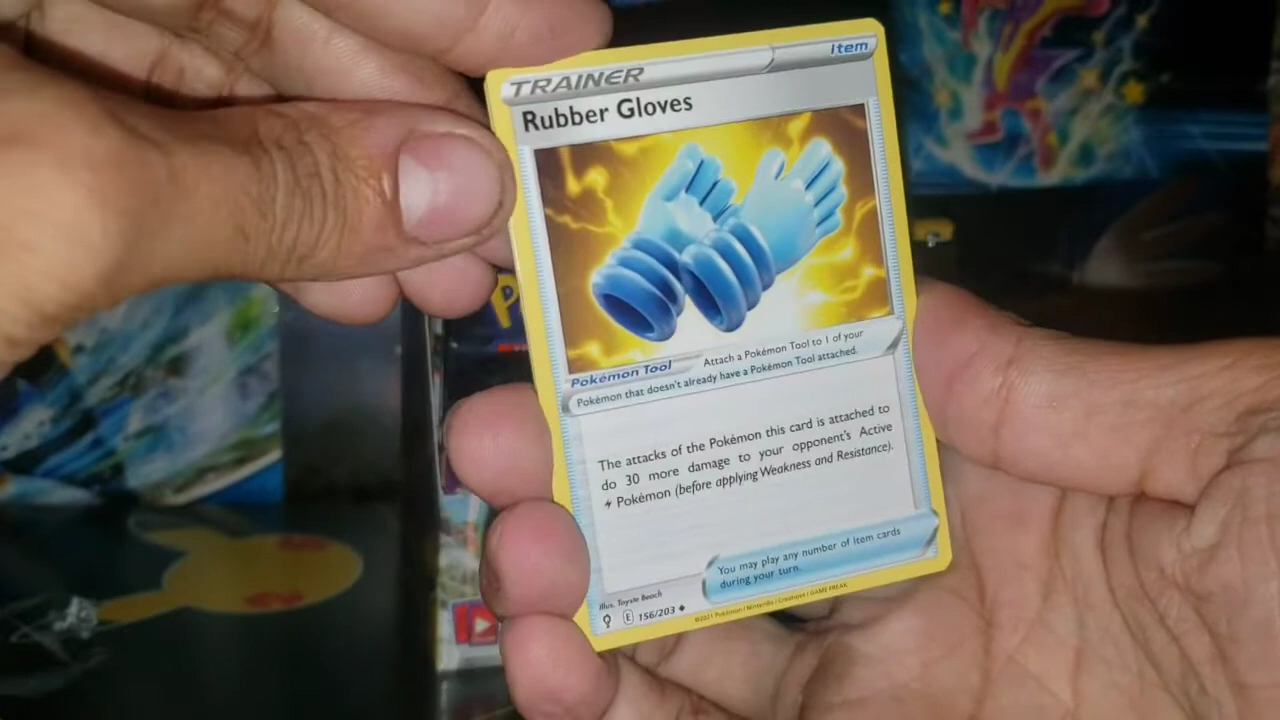 TRAINER
Item
Rubber Gloves
Pokémon Tool
Attach a Pokémon Tool to 1 of your
Pokémon that doesn't already have a Pokémon Tool attached.
The attacks of the Pokémon this card is attached to
do 30 more damage to your opponent's Active
Pokémon (before applying Weakness and Resistance).
You may play any number of Item cards
during your turn.
Illus. Toyste Beach
E 156/203
©2021 Pokémon / Nintendo / Creatures / GAME FREAK